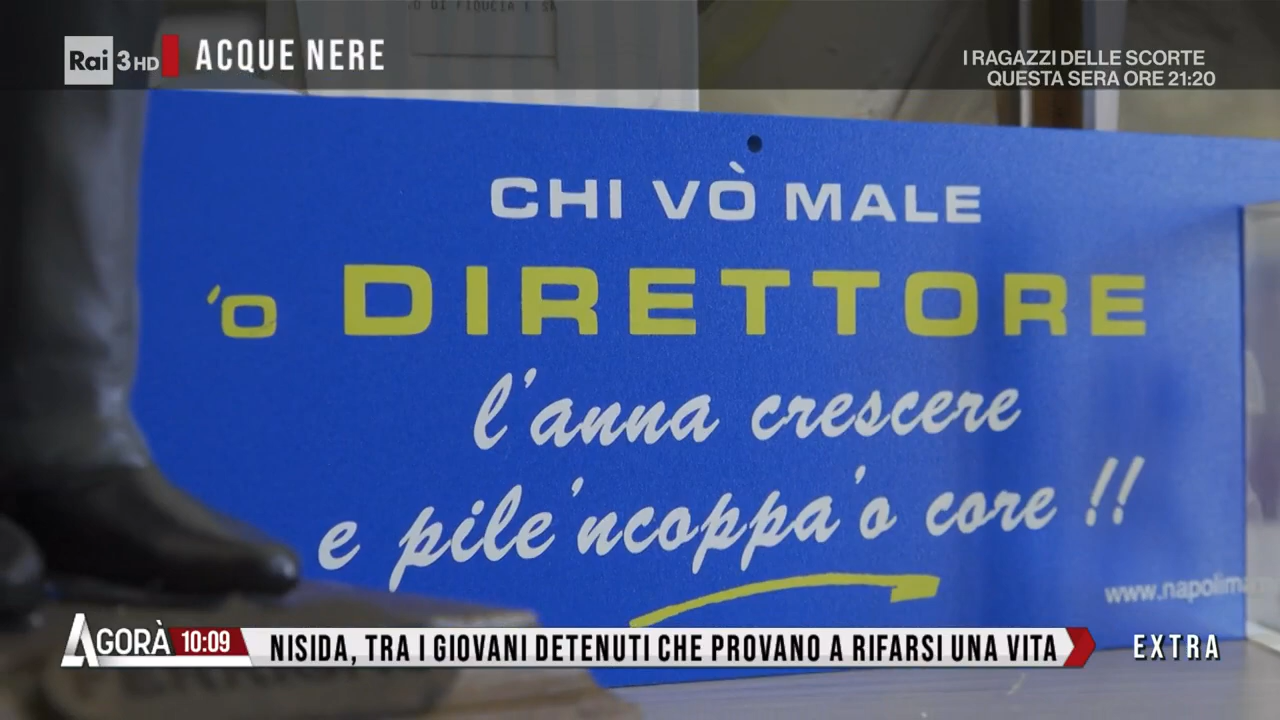 Rai 3HD
ACQUE NERE
I RAGAZZI DELLE SCORTE
QUESTA SERA ORE 21:20
CHI VÒ MALE
'O DIRETTORE
l'anna crescere
e pile 'ncoppa 'o core !!
AGORÀ 10:09
NISIDA, TRA I GIOVANI DETENUTI CHE PROVANO A RIFARSI UNA VITA
EXTRA